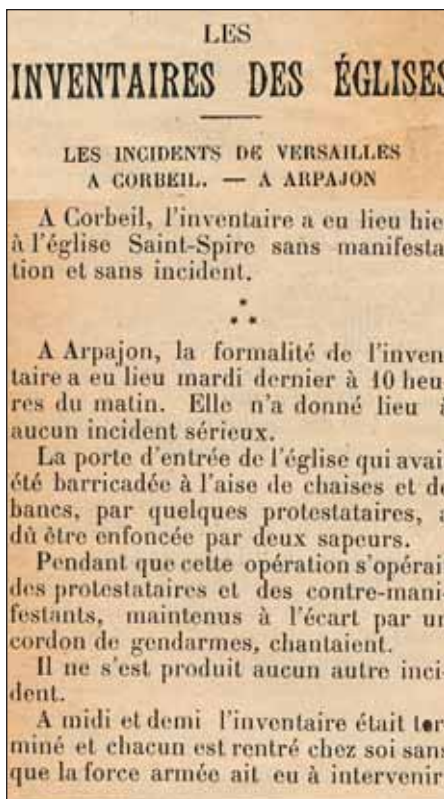 LES
INVENTAIRES DES ÉGLISES
LES INCIDENTS DE VERSAILLES
A CORBEIL. — A ARPAJON
A Corbeil, l'inventaire a eu lieu hie
à l'église Saint-Spire sans manifesta
tion et sans incident.
A Arpajon, la formalité de l'inven
taire a eu lieu mardi dernier à 10 heu
res du matin. Elle n'a donné lieu à
aucun incident sérieux.
La porte d'entrée de l'église qui avai
été barricadée à l'aise de chaises et de
bancs, par quelques protestataires, a
dû être enfoncée par deux sapeurs.
Pendant que cette opération s'opérai
des protestataires et des contre-mani-
festants, maintenus à l'écart par un
cordon de gendarmes, chantaient.
Il ne s'est produit aucun autre inci-
dent.
A midi et demi l'inventaire était ter
miné et chacun est rentré chez soi sans
que la force armée ait eu à intervenir